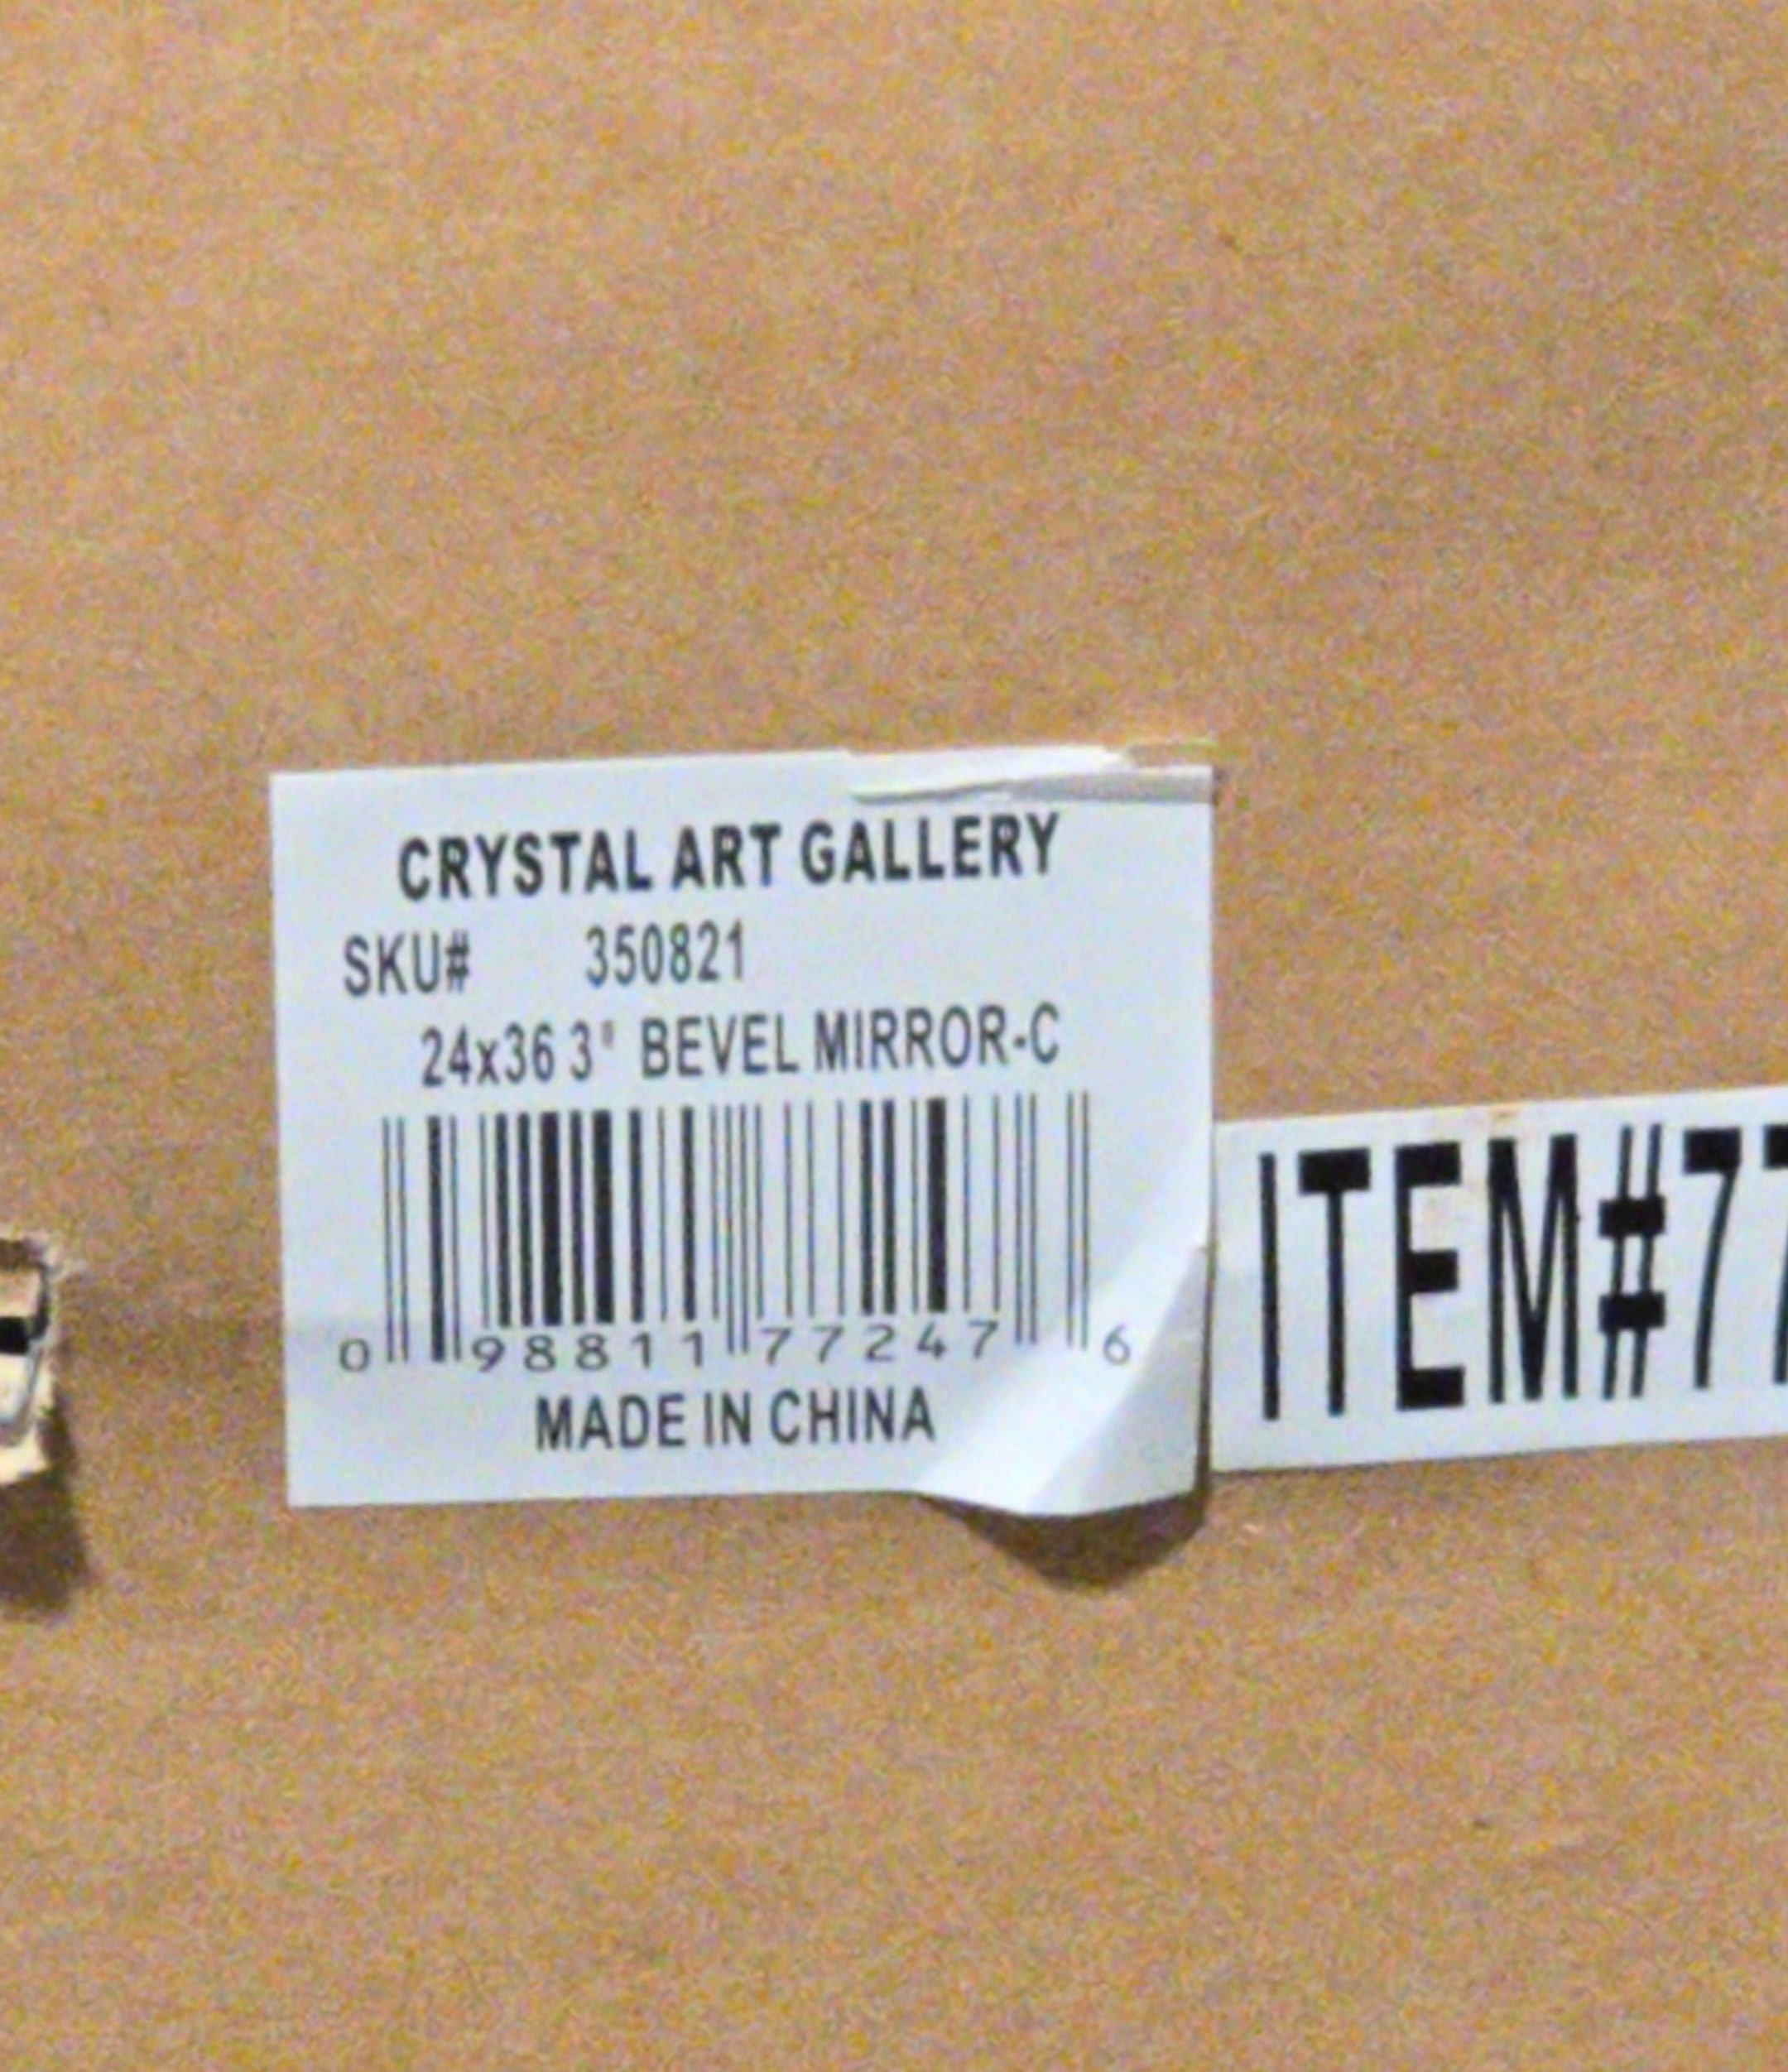 CRYSTAL ART GALLERY
SKU# 350821
24x36 3" BEVEL MIRROR-C
0 98811 77247 6
MADE IN CHINA
ITEM#77